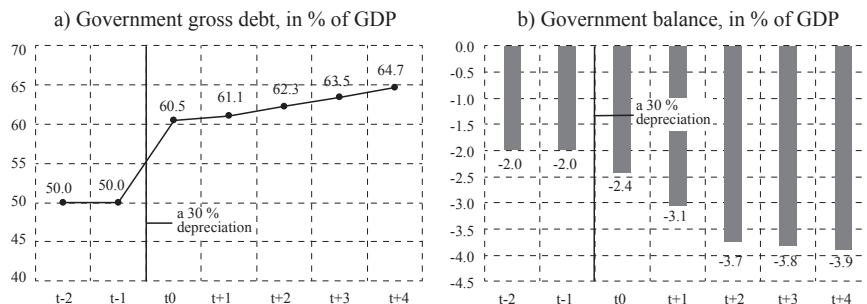 a) Government gross debt, in % of GDP
70
65
60
55
50
45
40
50.0
50.0
60.5
61.1
62.3
63.5
64.7
a 30 %
depreciation
t-2
t-1
t0
t+1
t+2
t+3
t+4
b) Government balance, in % of GDP
0.0
-0.5
-1.0
-1.5
-2.0
-2.5
-3.0
-3.5
-4.0
-4.5
a 30 %
depreciation
-2.0
-2.0
-2.4
-3.1
-3.7
-3.8
-3.9
t-2
t-1
t0
t+1
t+2
t+3
t+4